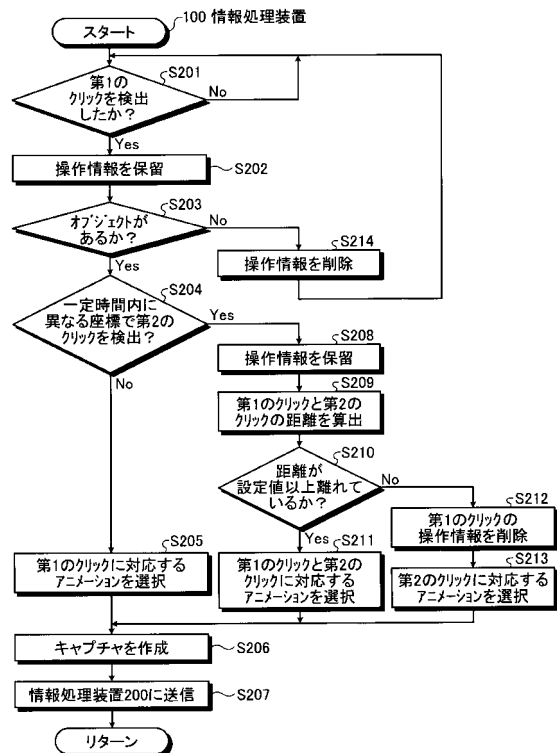 100 情報処理装置
スタート
S201
第1の
クリックを検出
したか？
No
Yes
操作情報を保留
S202
S203
オブジェクトが
あるか？
No
Yes
S214
操作情報を削除
S204
一定時間内に
異なる座標で第2の
クリックを検出？
Yes
No
S208
操作情報を保留
S209
第1のクリックと第2の
クリックの距離を算出
S210
距離が
設定値以上離れて
いるか？
No
Yes
S212
第1のクリックの
操作情報を削除
S205
第1のクリックに対応する
アニメーションを選択
S211
第1のクリックと第2の
クリックに対応する
アニメーションを選択
S213
第2のクリックに対応する
アニメーションを選択
キャプチャを作成
S206
情報処理装置200に送信
S207
リターン